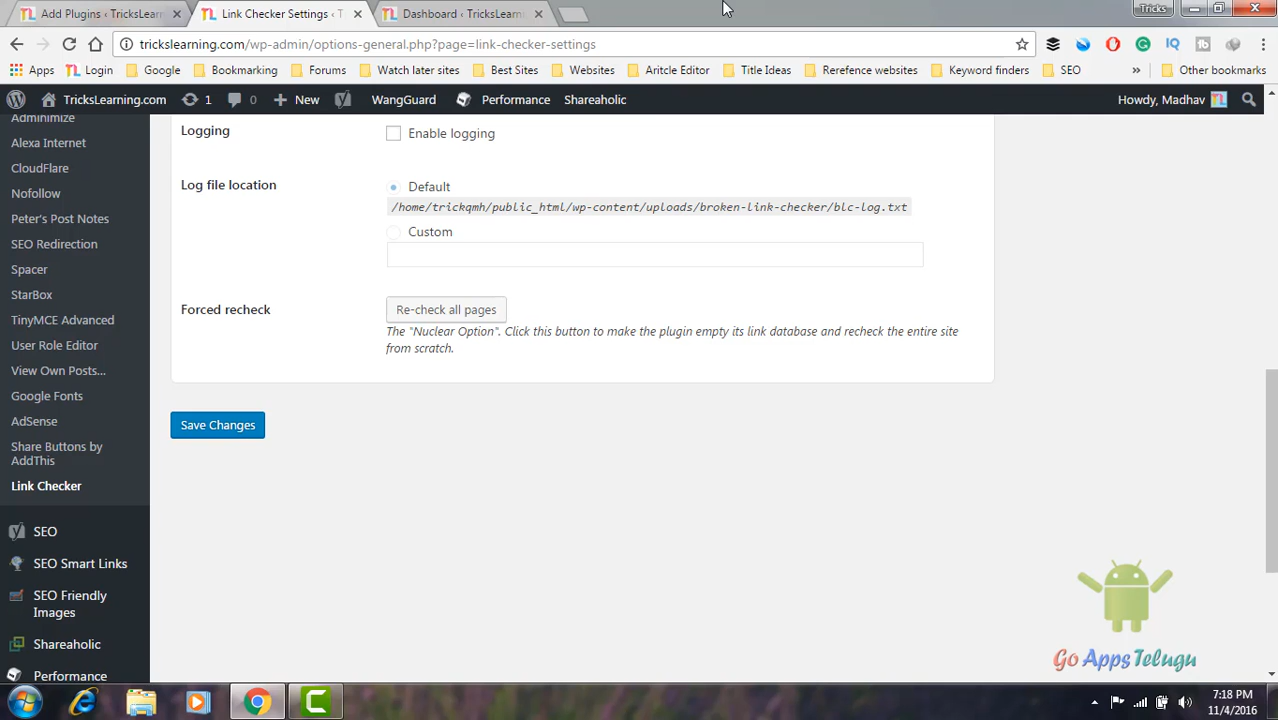 Add Plugins ‹ TricksLearn
Link Checker Settings ‹ T
Dashboard ‹ TricksLearn
Tricks
trickslearning.com/wp-admin/options-general.php?page=link-checker-settings
Apps
Login
Google
Bookmarking
Forums
Watch later sites
Best Sites
Websites
Aritcle Editor
Title Ideas
Rerefence websites
Keyword finders
SEO
»
Other bookmarks
TricksLearning.com
1
0
New
WangGuard
Performance
Shareaholic
Howdy, Madhav
Adminimize
Alexa Internet
CloudFlare
Nofollow
Peter's Post Notes
SEO Redirection
Spacer
StarBox
TinyMCE Advanced
User Role Editor
View Own Posts...
Google Fonts
AdSense
Share Buttons by
AddThis
Link Checker
SEO
SEO Smart Links
SEO Friendly
Images
Shareaholic
Performance
Logging
Enable logging
Log file location
Default
/home/trickqmh/public_html/wp-content/uploads/broken-link-checker/blc-log.txt
Custom
Forced recheck
Re-check all pages
The "Nuclear Option". Click this button to make the plugin empty its link database and recheck the entire site
from scratch.
Save Changes
Go AppsTelugu
7:18 PM
11/4/2016